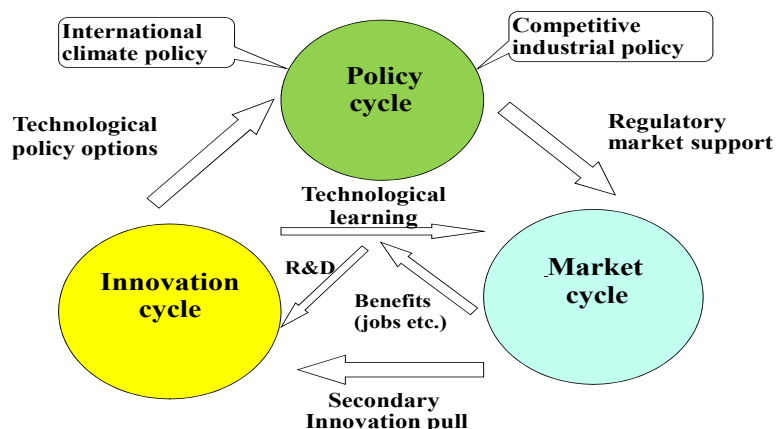 International
climate policy
Competitive
industrial policy
Policy
cycle
Technological
policy options
Regulatory
market support
Technological
learning
Innovation
cycle
R&D
Benefits
(jobs etc.)
Market
cycle
Secondary
Innovation pull